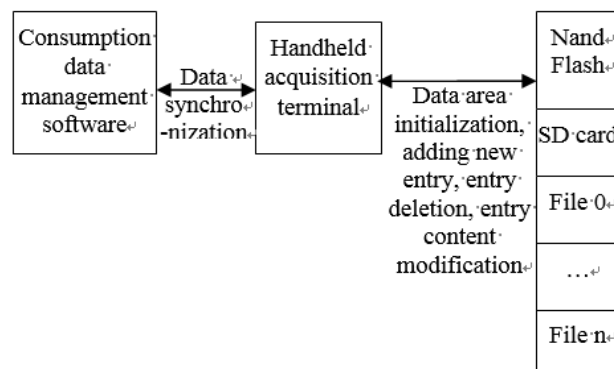 Consumption
data
management
software
Data
synchro
-nization
Handheld
acquisition
terminal
Data area
initialization,
adding new
entry, entry
deletion, entry
content
modification
Nand
Flash
SD card
File 0
…
File n